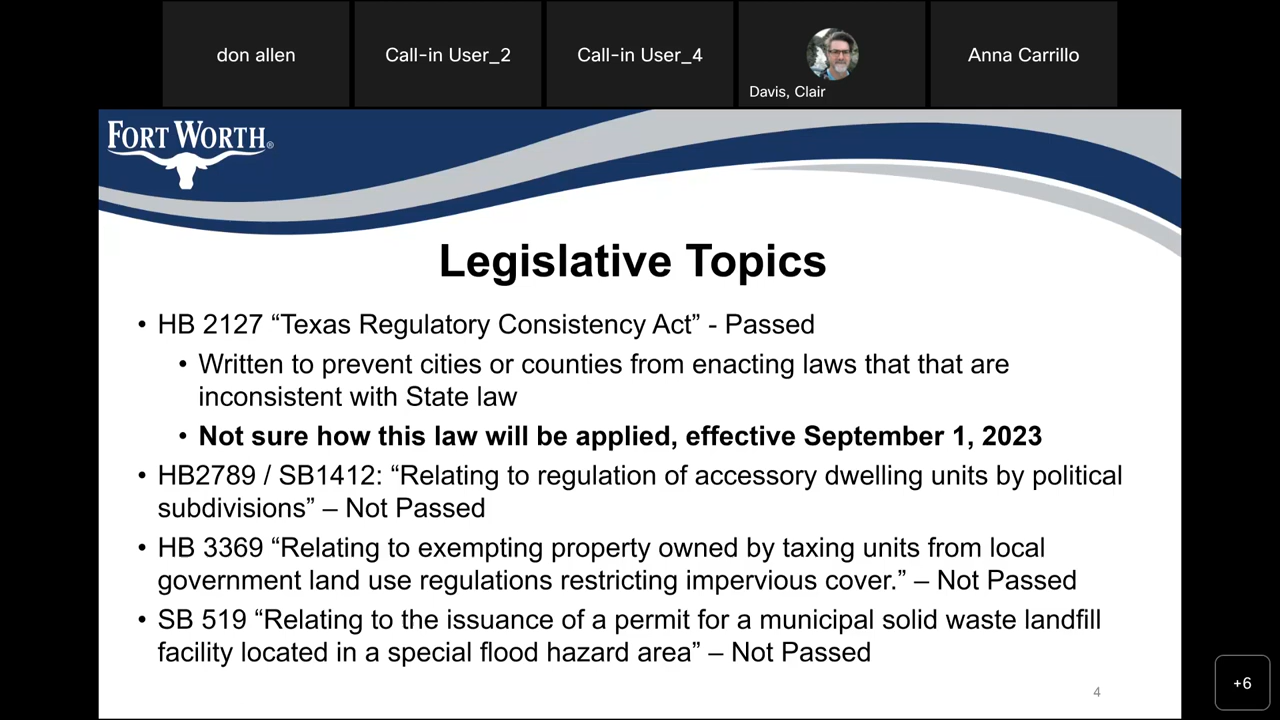 don allen
Call-in User_2
Call-in User_4
Davis, Clair
Anna Carrillo
FORT WORTH®
Legislative Topics
• HB 2127 “Texas Regulatory Consistency Act” - Passed
• Written to prevent cities or counties from enacting laws that that are
inconsistent with State law
• Not sure how this law will be applied, effective September 1, 2023
• HB2789 / SB1412: “Relating to regulation of accessory dwelling units by political
subdivisions” – Not Passed
• HB 3369 “Relating to exempting property owned by taxing units from local
government land use regulations restricting impervious cover.” – Not Passed
• SB 519 “Relating to the issuance of a permit for a municipal solid waste landfill
facility located in a special flood hazard area” – Not Passed
4
+6